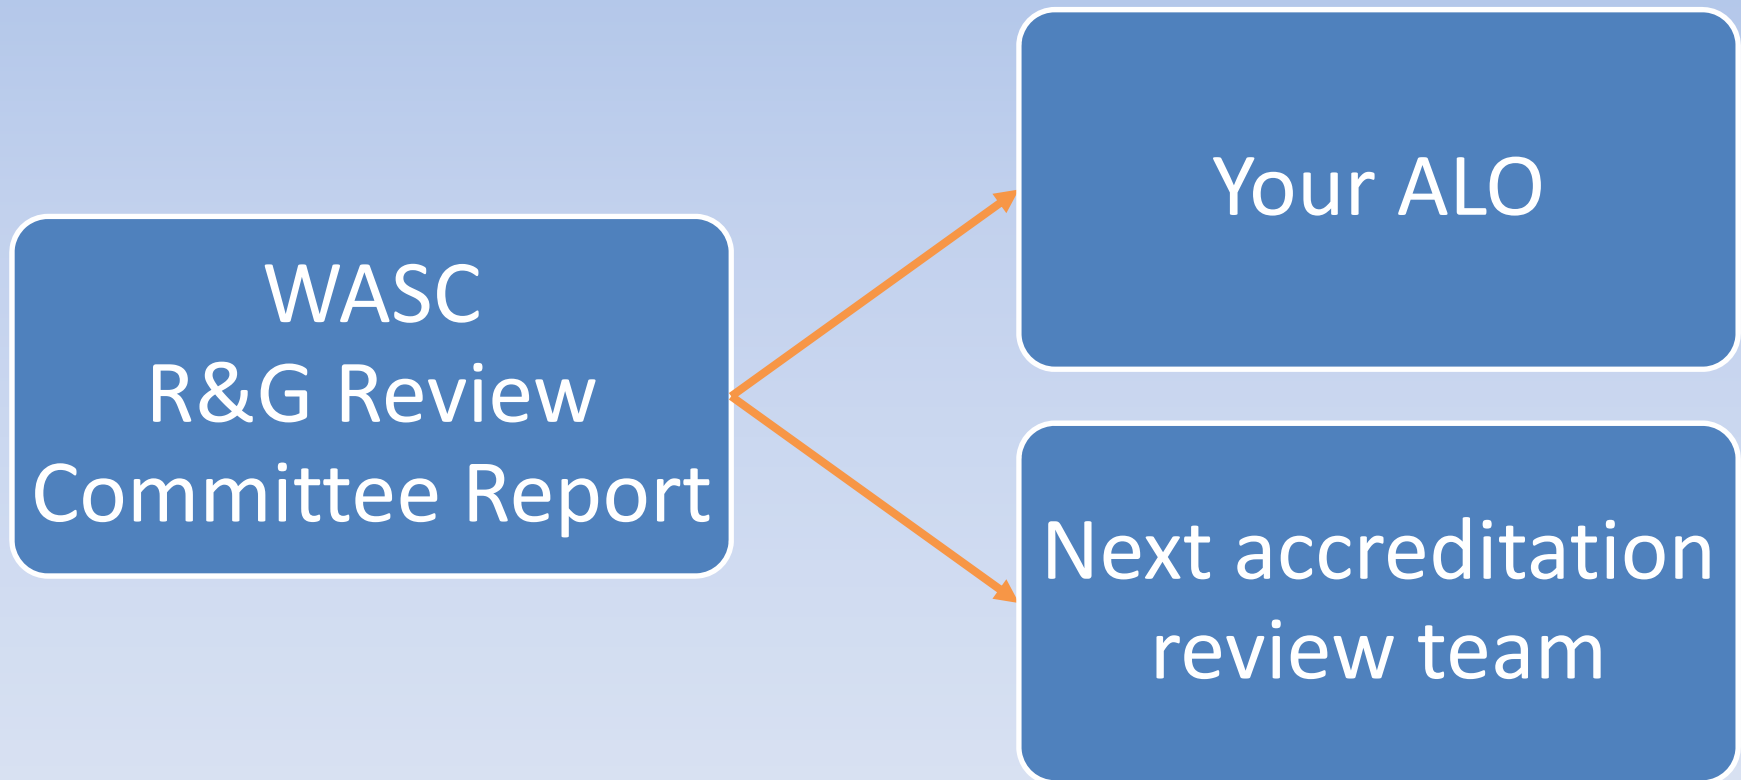 WASC
R&G Review
Committee Report
Your ALO
Next accreditation
review team